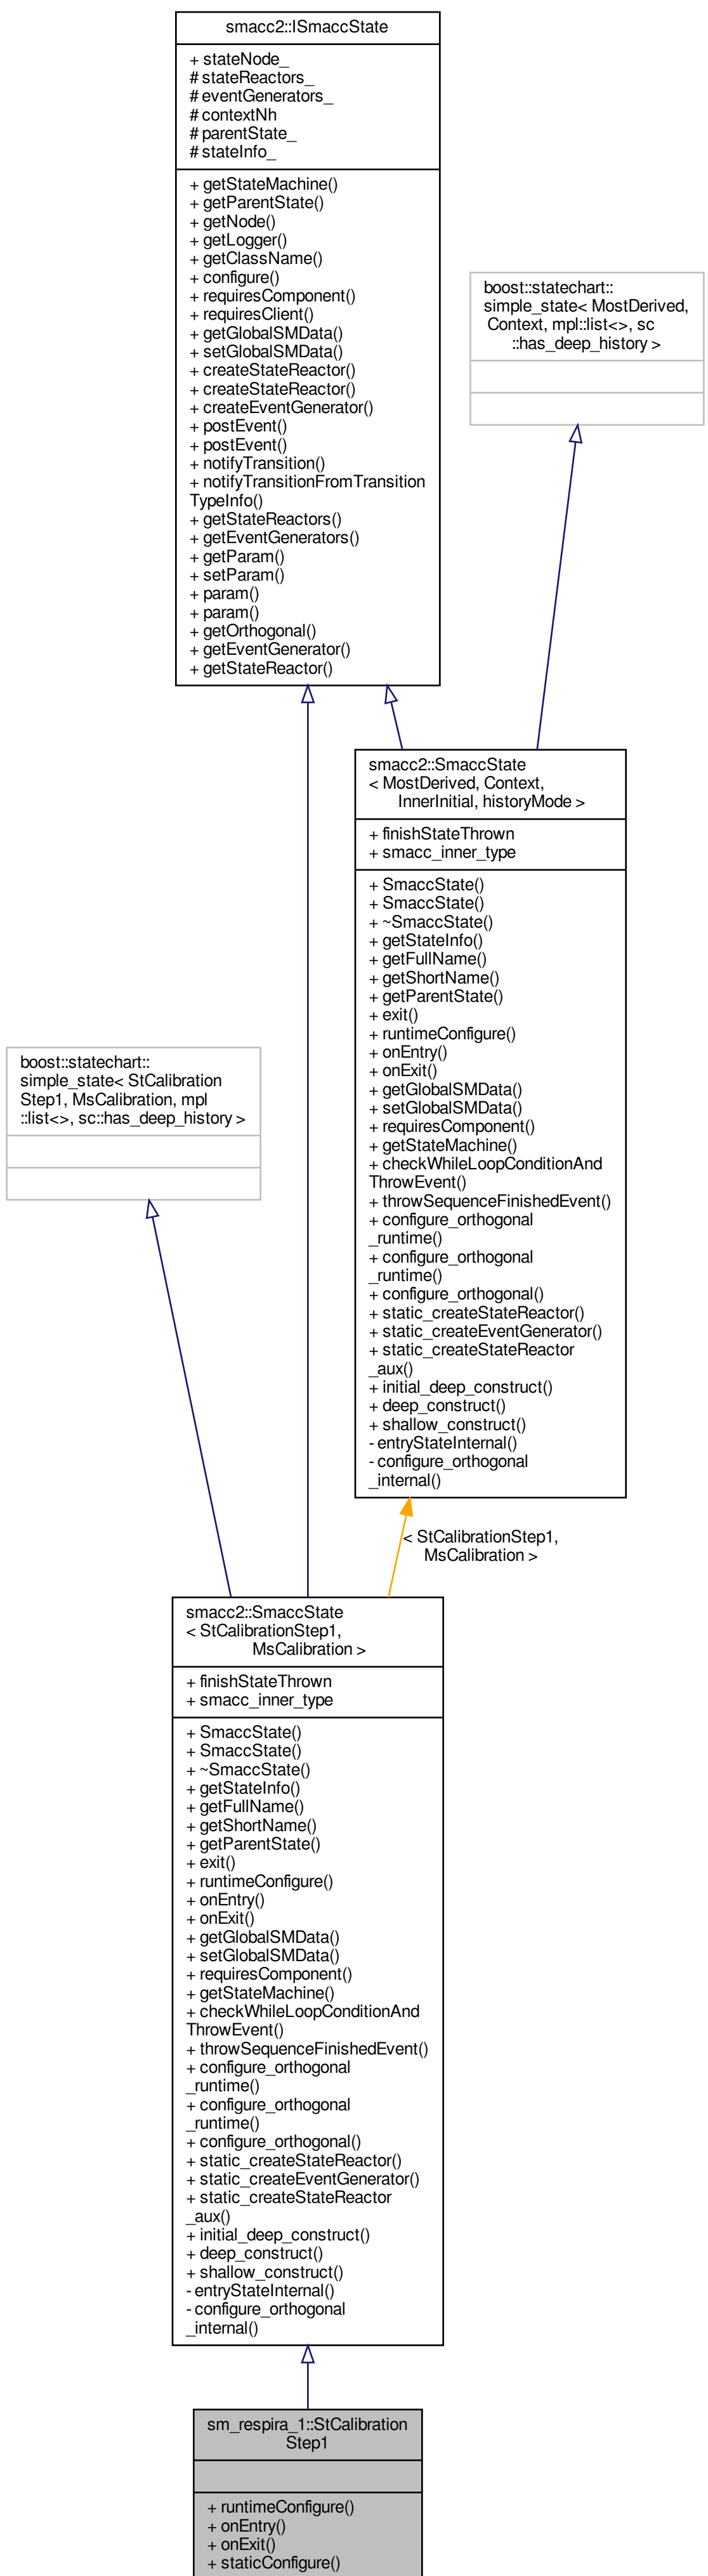 smacc2::ISmaccState
+ stateNode_
# stateReactors_
# eventGenerators_
# contextNh
# parentState_
# stateInfo_
+ getStateMachine()
+ getParentState()
+ getNode()
+ getLogger()
+ getClassName()
+ configure()
+ requiresComponent()
+ requiresClient()
+ getGlobalSMData()
+ setGlobalSMData()
+ createStateReactor()
+ createStateReactor()
+ createEventGenerator()
+ postEvent()
+ postEvent()
+ notifyTransition()
+ notifyTransitionFromTransition
TypeInfo()
+ getStateReactors()
+ getEventGenerators()
+ getParam()
+ setParam()
+ param()
+ param()
+ getOrthogonal()
+ getEventGenerator()
+ getStateReactor()
boost::statechart::
simple_state< MostDerived,
Context, mpl::list<>, sc
::has_deep_history >
smacc2::SmaccState
< MostDerived, Context,
InnerInitial, historyMode >
+ finishStateThrown
+ smacc_inner_type
+ SmaccState()
+ SmaccState()
+ ~SmaccState()
+ getStateInfo()
+ getFullName()
+ getShortName()
+ getParentState()
+ exit()
+ runtimeConfigure()
+ onEntry()
+ onExit()
+ getGlobalSMData()
+ setGlobalSMData()
+ requiresComponent()
+ getStateMachine()
+ checkWhileLoopConditionAnd
ThrowEvent()
+ throwSequenceFinishedEvent()
+ configure_orthogonal
_runtime()
+ configure_orthogonal
_runtime()
+ configure_orthogonal()
+ static_createStateReactor()
+ static_createEventGenerator()
+ static_createStateReactor
_aux()
+ initial_deep_construct()
+ deep_construct()
+ shallow_construct()
- entryStateInternal()
- configure_orthogonal
_internal()
boost::statechart::
simple_state< StCalibration
Step1, MsCalibration, mpl
::list<>, sc::has_deep_history >
< StCalibrationStep1,
MsCalibration >
smacc2::SmaccState
< StCalibrationStep1,
MsCalibration >
+ finishStateThrown
+ smacc_inner_type
+ SmaccState()
+ SmaccState()
+ ~SmaccState()
+ getStateInfo()
+ getFullName()
+ getShortName()
+ getParentState()
+ exit()
+ runtimeConfigure()
+ onEntry()
+ onExit()
+ getGlobalSMData()
+ setGlobalSMData()
+ requiresComponent()
+ getStateMachine()
+ checkWhileLoopConditionAnd
ThrowEvent()
+ throwSequenceFinishedEvent()
+ configure_orthogonal
_runtime()
+ configure_orthogonal
_runtime()
+ configure_orthogonal()
+ static_createStateReactor()
+ static_createEventGenerator()
+ static_createStateReactor
_aux()
+ initial_deep_construct()
+ deep_construct()
+ shallow_construct()
- entryStateInternal()
- configure_orthogonal
_internal()
sm_respira_1::StCalibration
Step1
+ runtimeConfigure()
+ onEntry()
+ onExit()
+ staticConfigure()